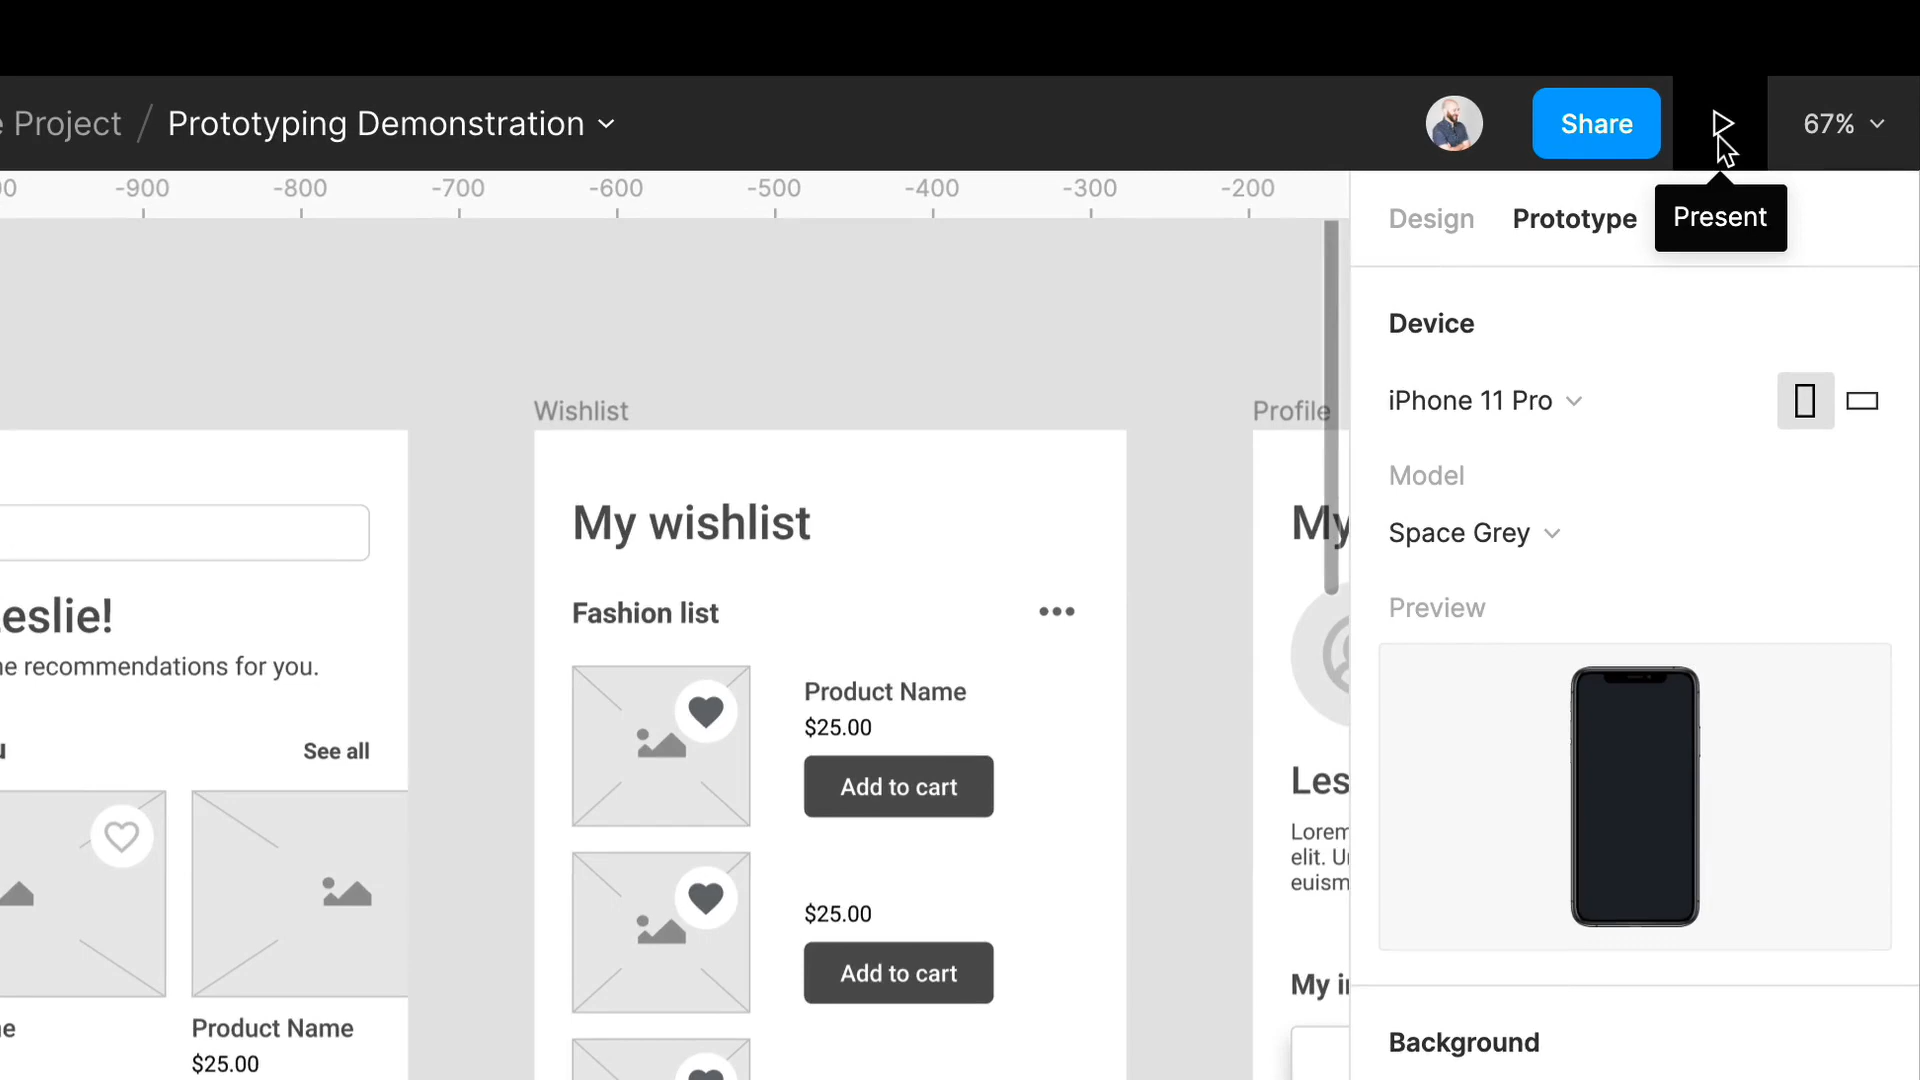 Project / Prototyping Demonstration
Share
67%
-900 -800 -700 -600 -500 -400 -300 -200
Design Prototype
Present
Device
iPhone 11 Pro
Model
Space Grey
Preview
Background
Wishlist
My wishlist
Fashion list
Product Name
$25.00
Add to cart
$25.00
Add to cart
eslie!
recommendations for you.
See all
Product Name
$25.00
Profile
My
Les
Lorem
elit. U
euism
My i